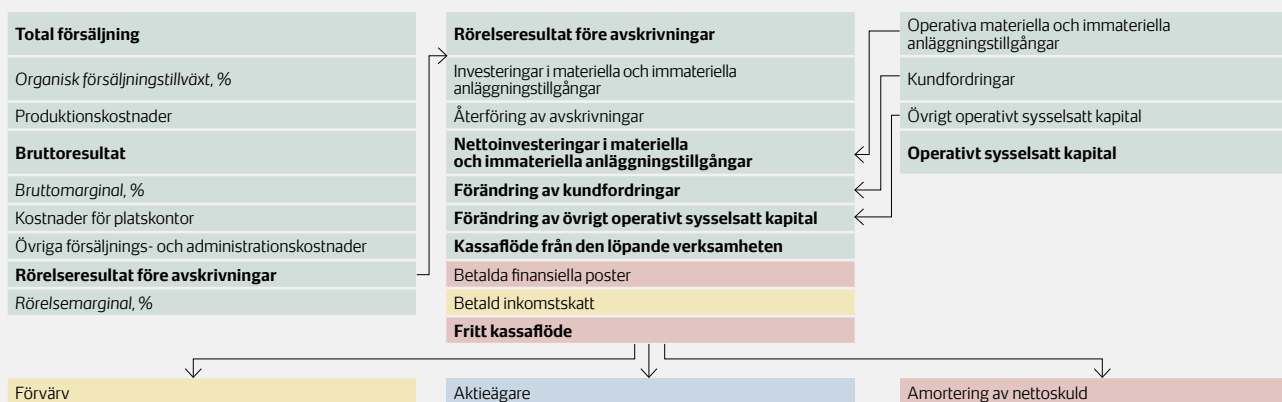 Total försäljning
Organisk försäljningstillväxt, %
Produktionskostnader
Bruttoresultat
Bruttomarginal, %
Kostnader för platskontor
Övriga försäljnings- och administrationskostnader
Rörelseresultat före avskrivningar
Rörelsemarginal, %
Rörelseresultat före avskrivningar
Investeringar i materiella och immateriella
anläggningstillgångar
Återföring av avskrivningar
Nettoinvesteringar i materiella
och immateriella anläggningstillgångar
Förändring av kundfordringar
Förändring av övrigt operativt sysselsatt kapital
Kassaflöde från den löpande verksamheten
Betalda finansiella poster
Betald inkomstskatt
Fritt kassaflöde
Operativa materiella och immateriella
anläggningstillgångar
Kundfordringar
Övrigt operativt sysselsatt kapital
Operativt sysselsatt kapital
Förvärv
Aktieägare
Amortering av nettoskuld